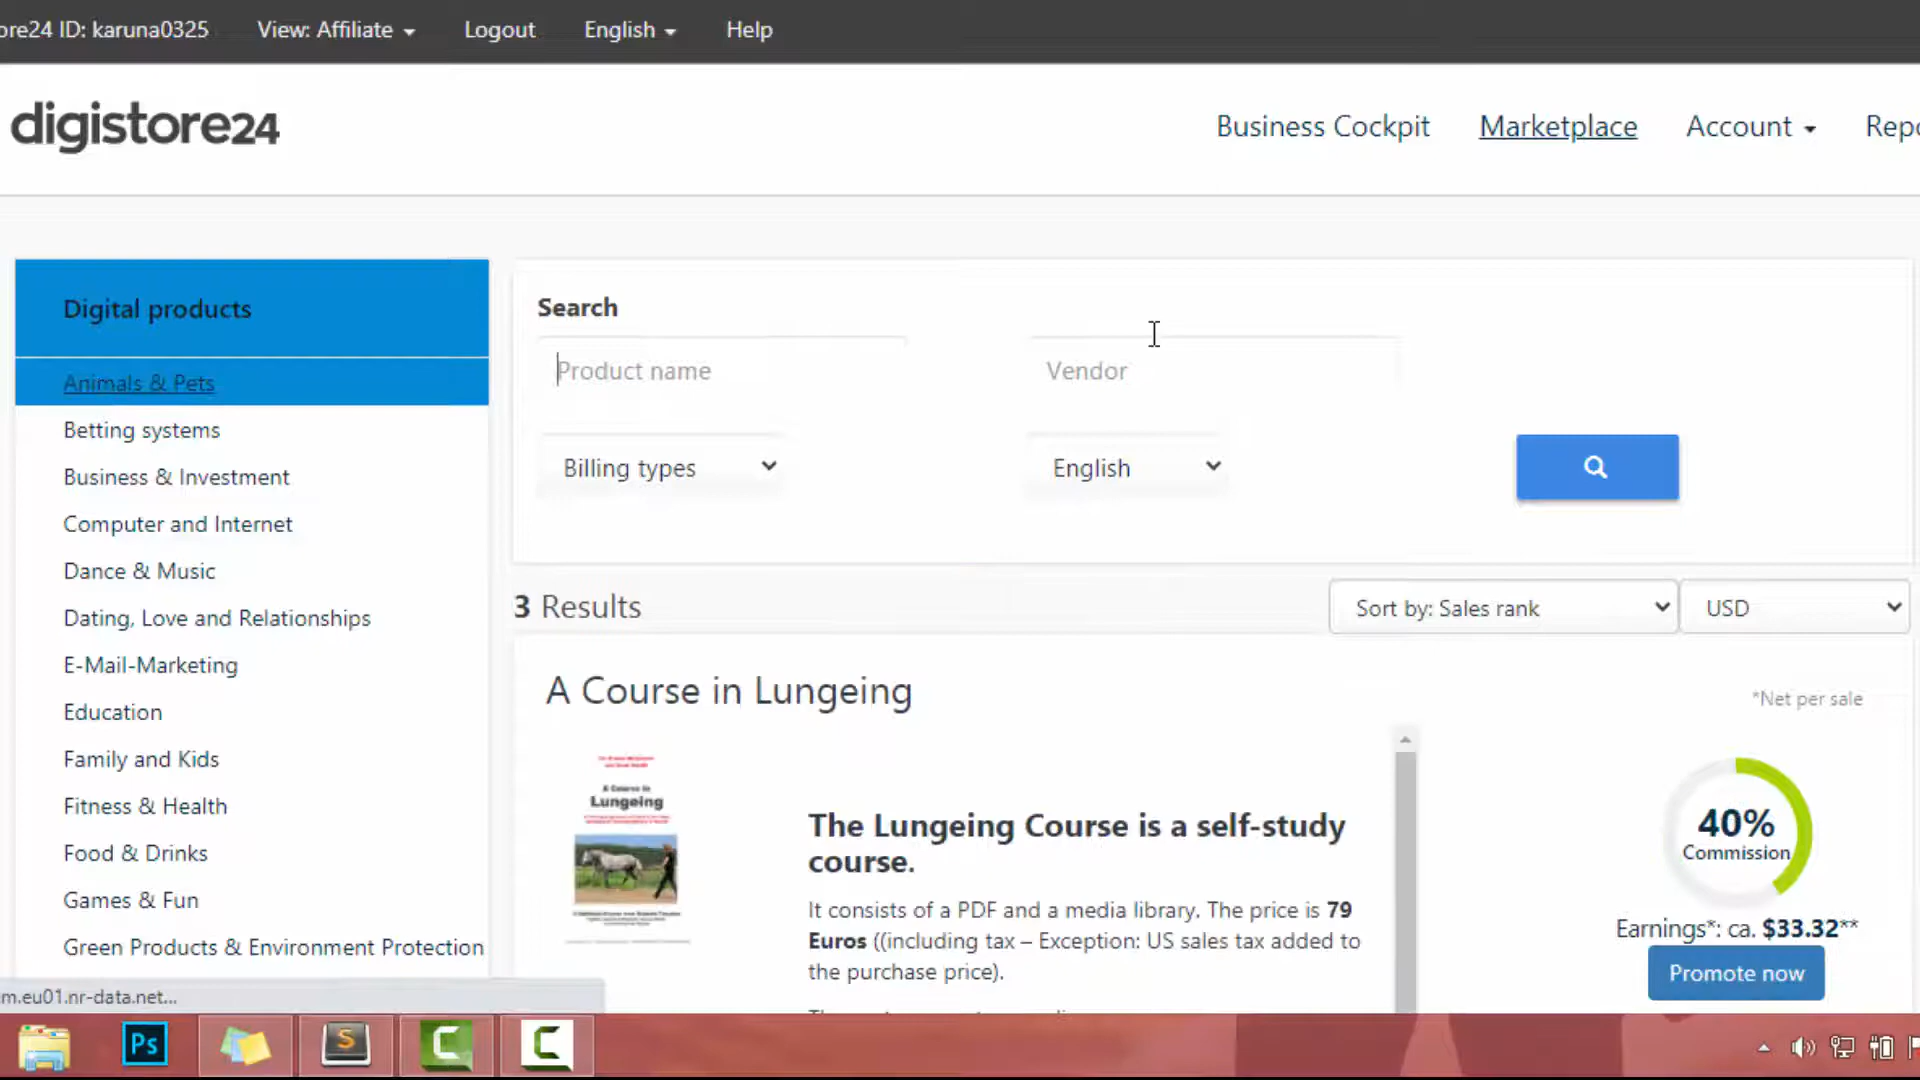 ore24 ID: karuna0325 View: Affiliate Logout English Help
digistore24
Business Cockpit Marketplace Account Repo
Digital products
Animals & Pets
Betting systems
Business & Investment
Computer and Internet
Dance & Music
Dating, Love and Relationships
E-Mail-Marketing
Education
Family and Kids
Fitness & Health
Food & Drinks
Games & Fun
Green Products & Environment Protection
Search
Product name Vendor
Billing types English
3 Results Sort by: Sales rank USD
A Course in Lungeing
*Net per sale
A Course in
Lungeing
The Lungeing Course is a self-study
course.
It consists of a PDF and a media library. The price is 79
Euros ((including tax – Exception: US sales tax added to
the purchase price).
40%
Commission
Earnings*: ca. $33.32**
Promote now
m.eu01.nr-data.net...
Ps
S
C
C